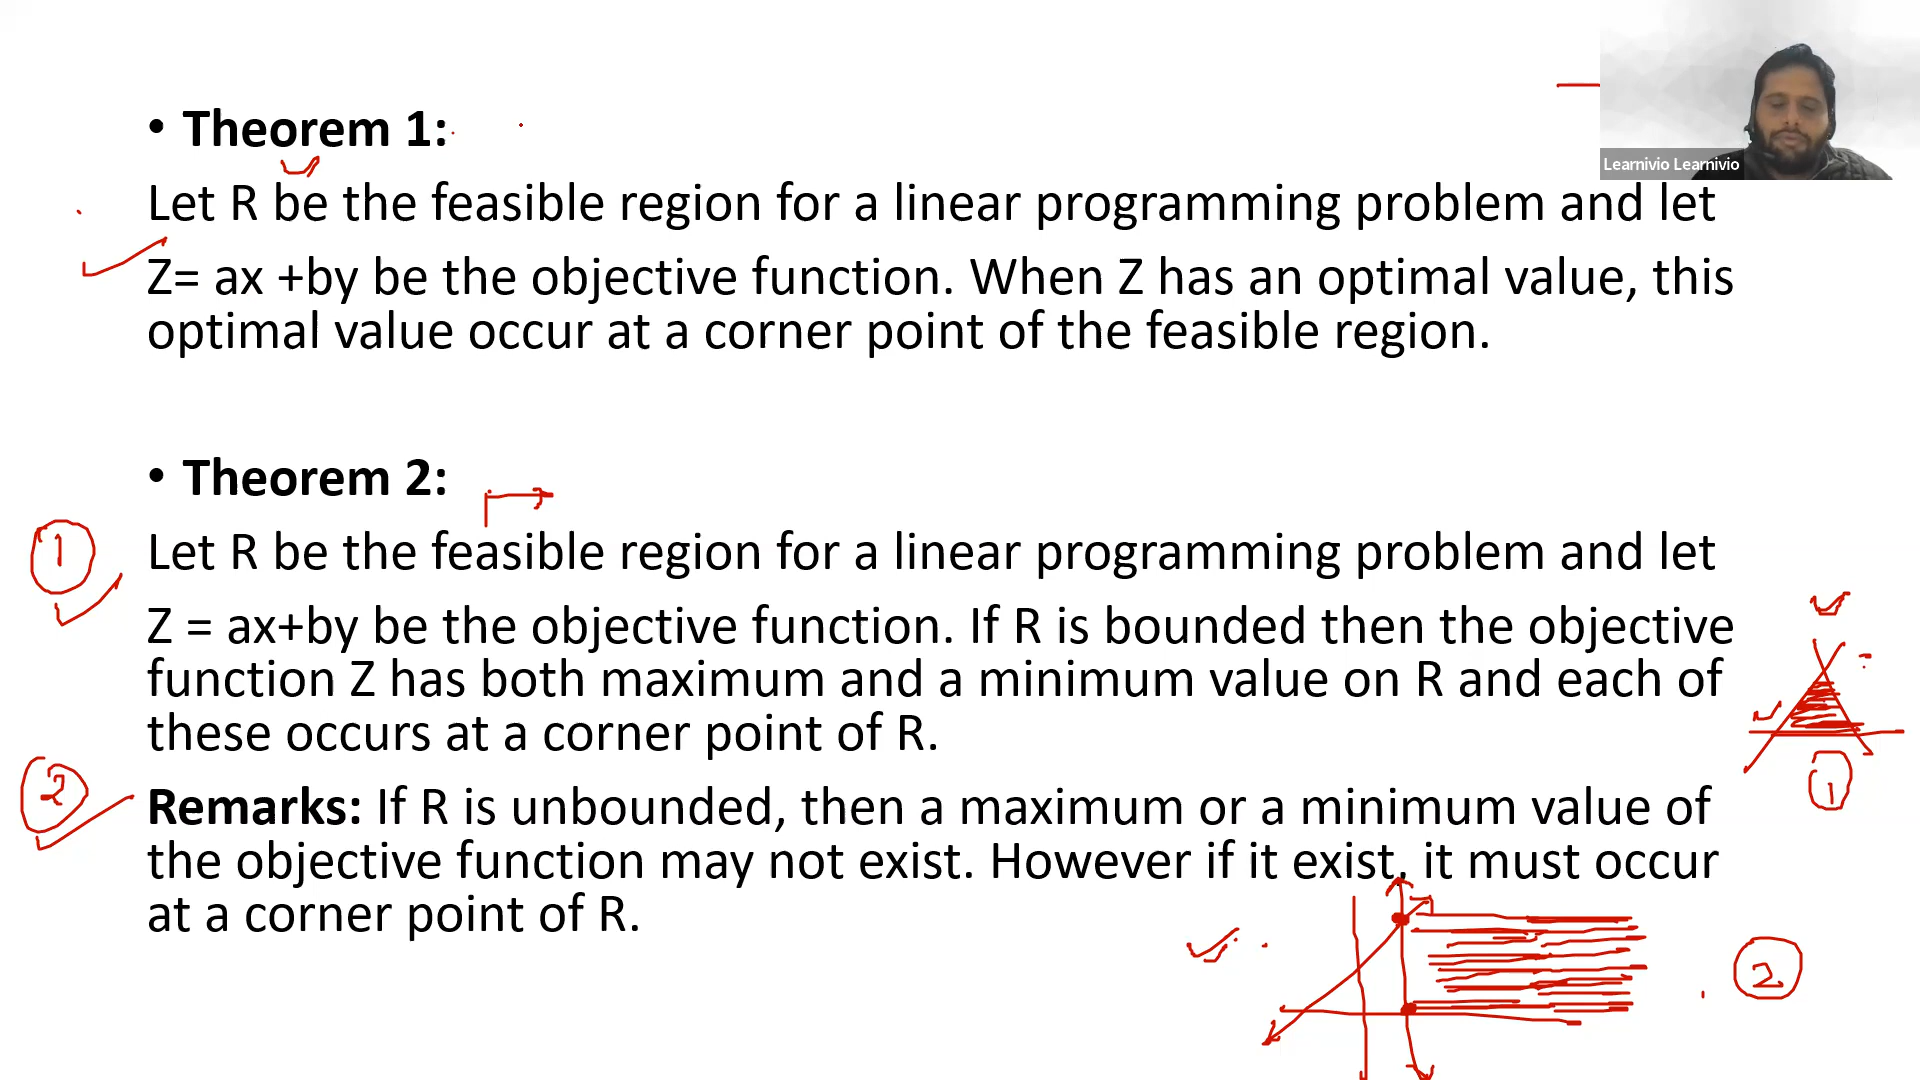 • Theorem 1:
Learnivio Learnivio
Let R be the feasible region for a linear programming problem and let
Z= ax +by be the objective function. When Z has an optimal value, this
optimal value occur at a corner point of the feasible region.
• Theorem 2:
1
Let R be the feasible region for a linear programming problem and let
Z = ax+by be the objective function. If R is bounded then the objective
function Z has both maximum and a minimum value on R and each of
these occurs at a corner point of R.
1
2
Remarks: If R is unbounded, then a maximum or a minimum value of
the objective function may not exist. However if it exist, it must occur
at a corner point of R.
2